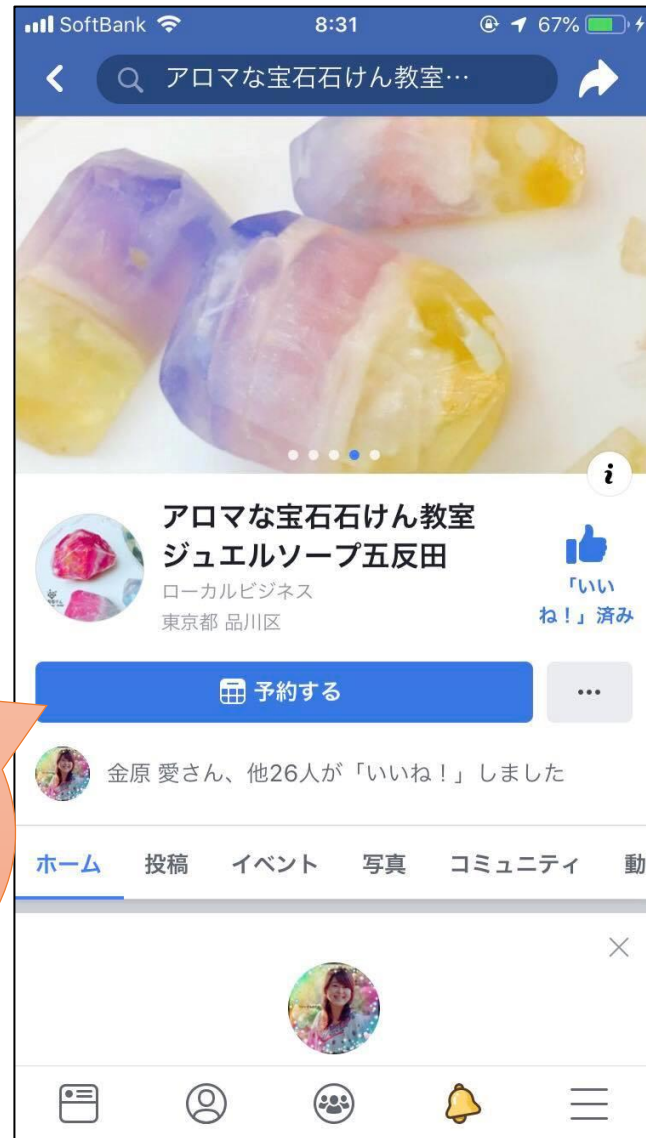 SoftBank 8:31 67%
アロマな宝石石けん教室…
i
アロマな宝石石けん教室
ジュエルソープ五反田
ローカルビジネス
東京都 品川区
「いい
ね！」済み
予約する
...
金原 愛さん、他26人が「いいね！」しました
ホーム 投稿 イベント 写真 コミュニティ 動